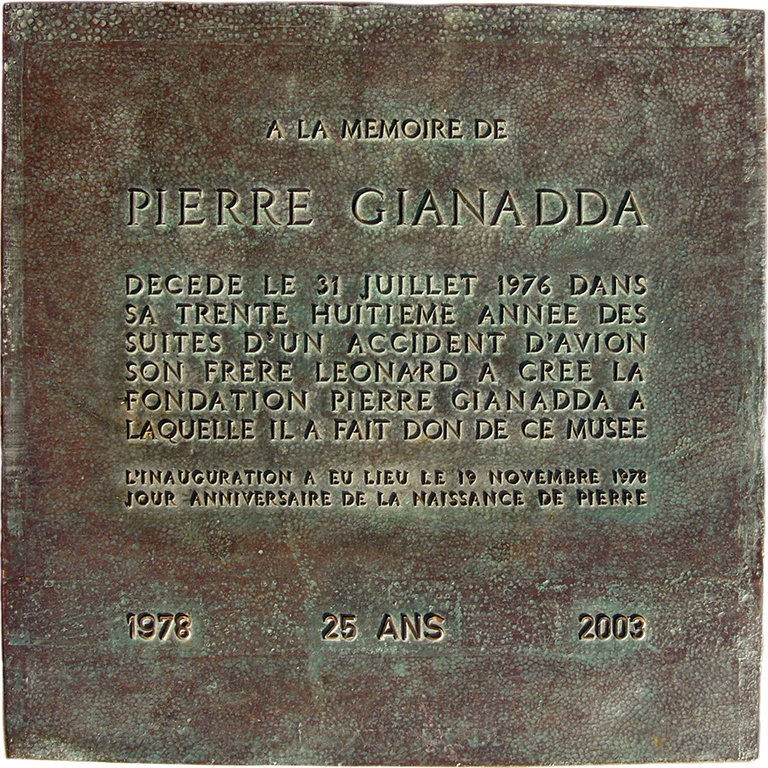 A LA MEMOIRE DE
PIERRE GIANADDA
DECEDE LE 31 JUILLET 1976 DANS
SA TRENTE HUITIEME ANNEE DES
SUITES D'UN ACCIDENT D'AVION
SON FRERE LEONARD A CREE LA
FONDATION PIERRE GIANADDA A
LAQUELLE IL A FAIT DON DE CE MUSEE
L'INAUGURATION A EU LIEU LE 19 NOVEMBRE 1978
JOUR ANNIVERSAIRE DE LA NAISSANCE DE PIERRE
1978 25 ANS 2003